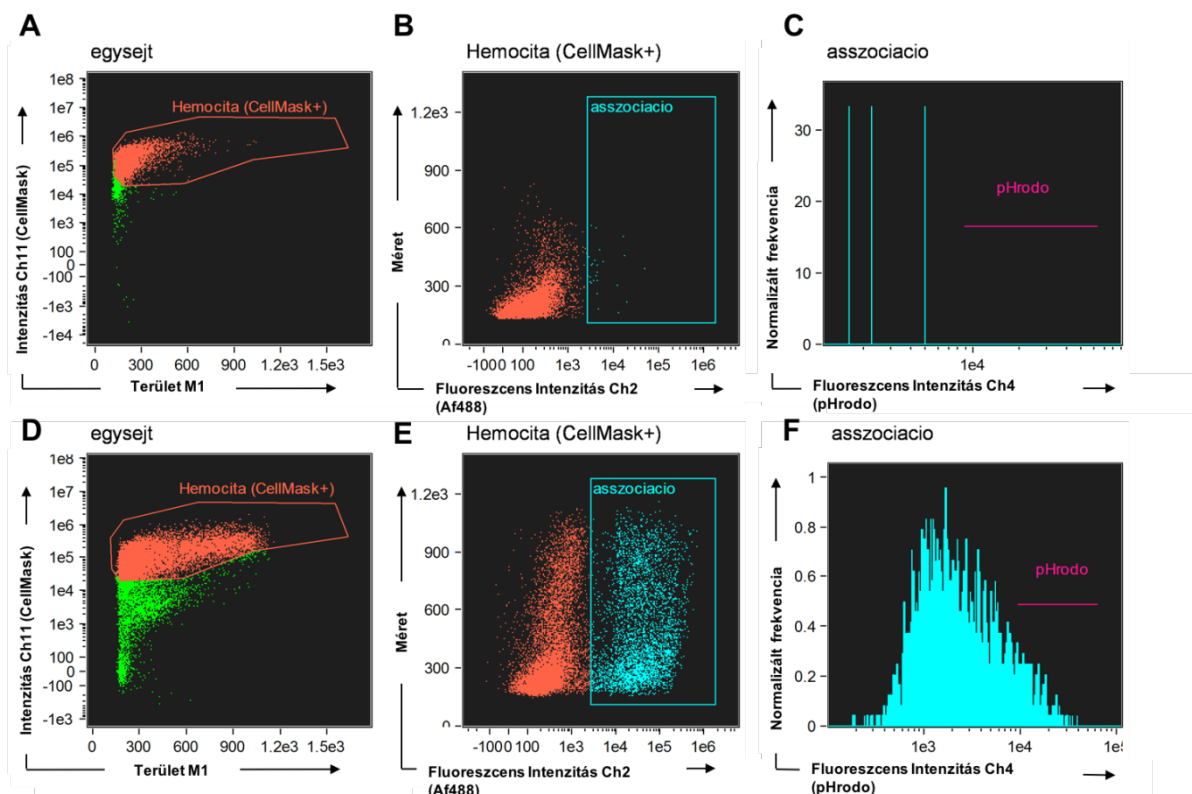 A
egysejt
Hemocita (CellMask+)
1e8
1e7
1e6
1e5
1e4
1e3
100
0
-100
-1e3
-1e4
Intenzitás Ch11 (CellMask)
0 300 600 900 1.2e3 1.5e3
Terület M1
B
Hemocita (CellMask+)
asszociacio
1.2e3
900
600
300
0
Méret
-1000 100 1e3 1e4 1e5 1e6
Fluoreszcens Intenzitás Ch2
(Af488)
C
asszociacio
pHrodo
30
20
10
0
Normalizált frekvencia
1e4
Fluoreszcens Intenzitás Ch4
(pHrodo)
D
egysejt
Hemocita (CellMask+)
1e8
1e7
1e6
1e5
1e4
1e3
100
0
-100
-1e3
Intenzitás Ch11 (CellMask)
0 300 600 900 1.2e3 1.5e3
Terület M1
E
Hemocita (CellMask+)
asszociacio
1.2e3
900
600
300
0
Méret
-1000 100 1e3 1e4 1e5 1e6
Fluoreszcens Intenzitás Ch2
(Af488)
F
asszociacio
pHrodo
1
0.8
0.6
0.4
0.2
0
Normalizált frekvencia
1e3 1e4
Fluoreszcens Intenzitás Ch4
(pHrodo)